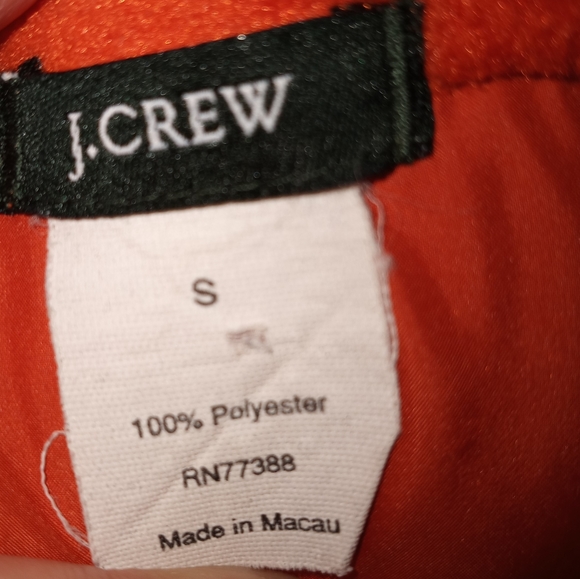 J.CREW
S
100% Polyester
RN77388
Made in Macau